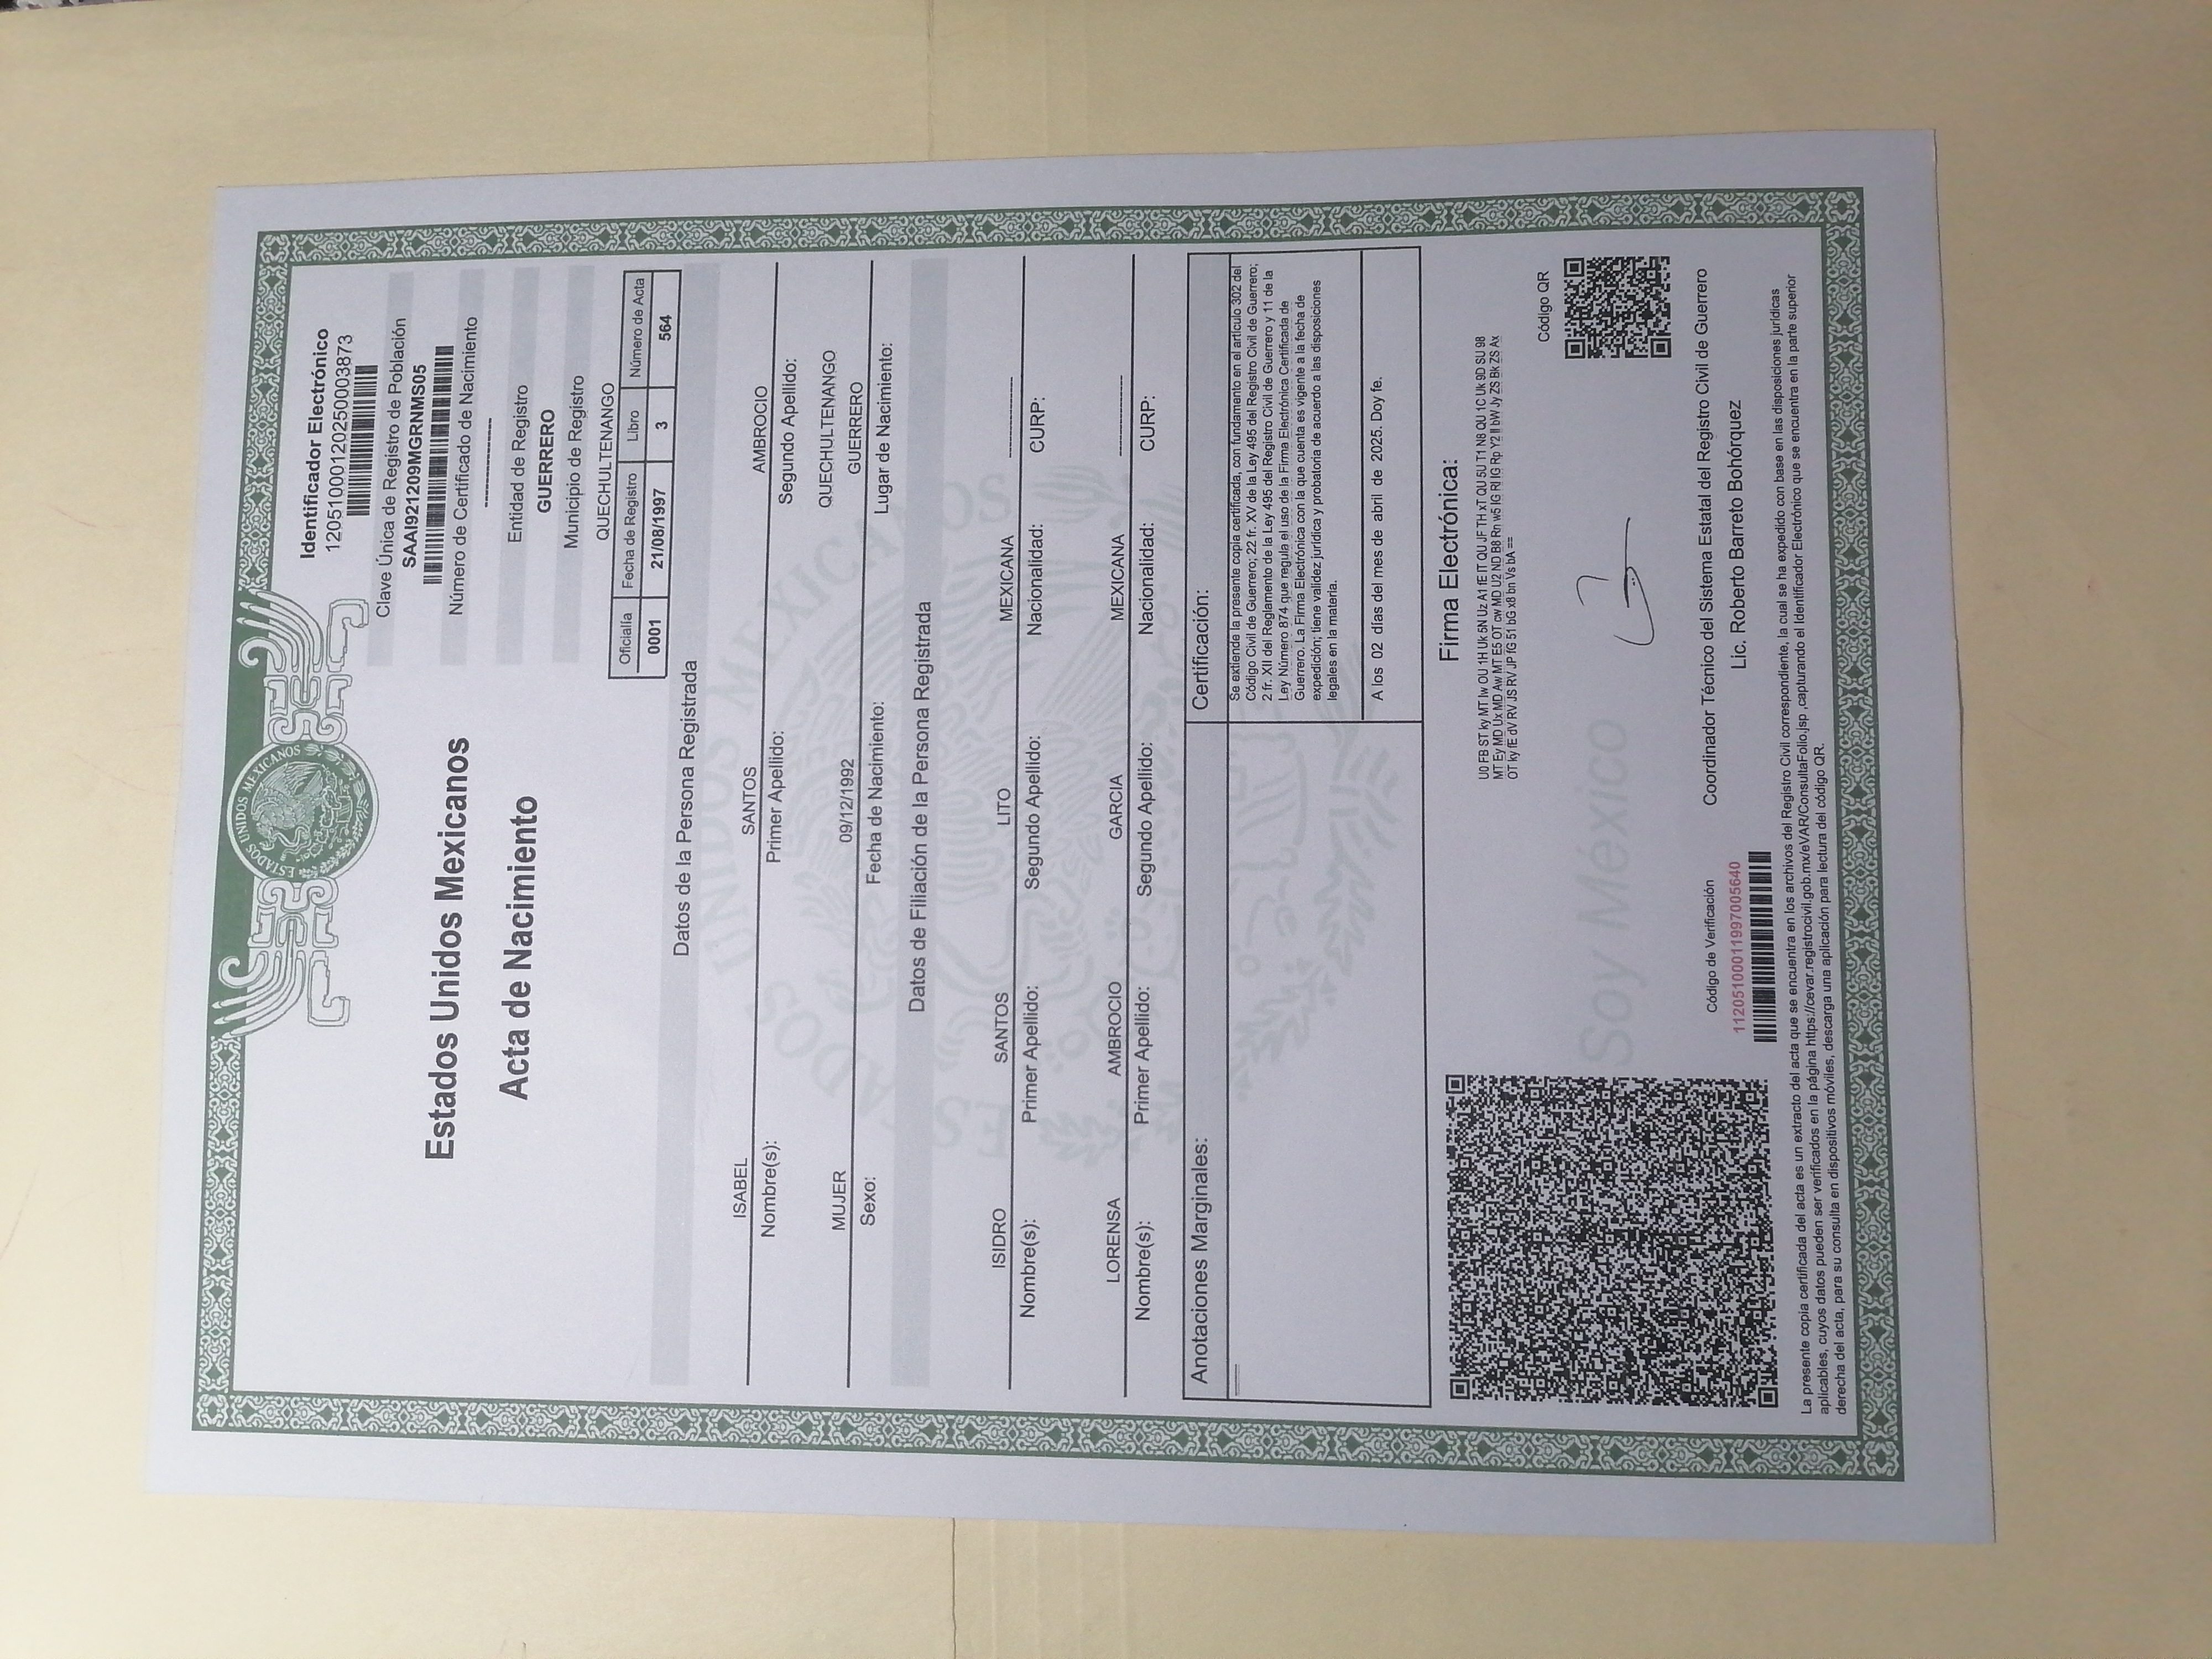 ESTADOS UNIDOS MEXICANOS
Estados Unidos Mexicanos
Acta de Nacimiento
Identificador Electrónico
12051000120250003873
Clave Única de Registro de Población
SAAI921209MGRNMS05
Número de Certificado de Nacimiento
Entidad de Registro
GUERRERO
Municipio de Registro
QUECHULTENANGO
Oficialía Fecha de Registro Libro Número de Acta
0001 21/08/1997 3 564
Datos de la Persona Registrada
ISABEL SANTOS AMBROCIO
Nombre(s): Primer Apellido: Segundo Apellido:
QUECHULTENANGO
MUJER 09/12/1992 GUERRERO
Sexo: Fecha de Nacimiento: Lugar de Nacimiento:
Datos de Filiación de la Persona Registrada
ISIDRO SANTOS LITO MEXICANA ------------
Nombre(s): Primer Apellido: Segundo Apellido: Nacionalidad: CURP:
LORENSA AMBROCIO GARCIA MEXICANA ------------
Nombre(s): Primer Apellido: Segundo Apellido: Nacionalidad: CURP:
Anotaciones Marginales:
Certificación:
Se extiende la presente copia certificada, con fundamento en el artículo 302 del
Código Civil de Guerrero; 22 fr. XV de la Ley 495 del Registro Civil de Guerrero;
2 fr. XII del Reglamento de la Ley 495 del Registro Civil de Guerrero y 11 de la
Ley Número 874 que regula el uso de la Firma Electrónica Certificada de
Guerrero. La Firma Electrónica con la que cuenta es vigente a la fecha de
expedición; tiene validez jurídica y probatoria de acuerdo a las disposiciones
legales en la materia.
A los 02 días del mes de abril de 2025. Doy fe.
Firma Electrónica:
Código QR
Soy México
Código de Verificación
11205100011997005640
Coordinador Técnico del Sistema Estatal del Registro Civil de Guerrero
Lic. Roberto Barreto Bohórquez
La presente copia certificada del acta es un extracto del acta que se encuentra en los archivos del Registro Civil correspondiente, la cual se ha expedido con base en las disposiciones jurídicas
aplicables, cuyos datos pueden ser verificados en la página https://cevar.registrocivil.gob.mx/eVAR/ConsultaFolio.jsp ,capturando el Identificador Electrónico que se encuentra en la parte superior
derecha del acta, para su consulta en dispositivos móviles, descarga una aplicación para lectura del código QR.